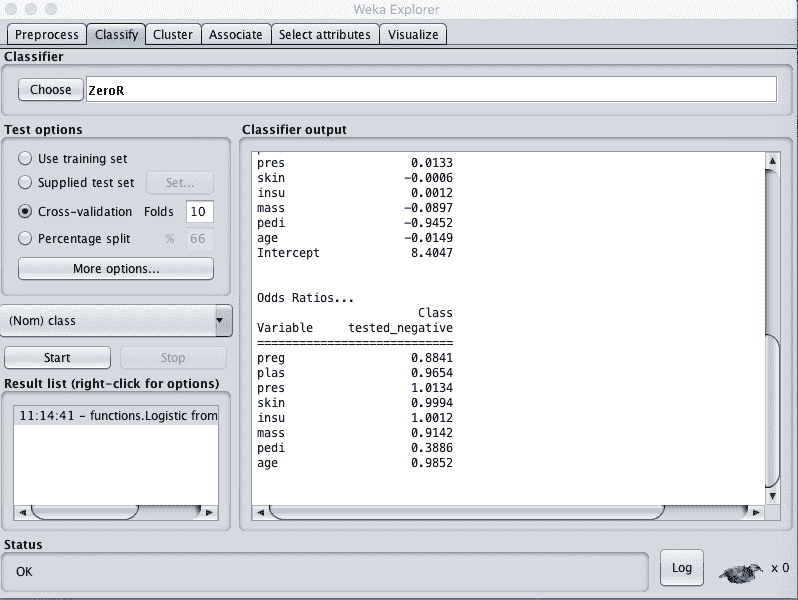 Weka Explorer
Preprocess Classify Cluster Associate Select attributes Visualize
Classifier
Choose ZeroR
Test options
Use training set
Supplied test set Set...
Cross-validation Folds 10
Percentage split % 66
More options...
(Nom) class
Start Stop
Result list (right-click for options)
11:14:41 - functions.Logistic from
Classifier output
pres 0.0133
skin -0.0006
insu 0.0012
mass -0.0897
pedi -0.9452
age -0.0149
Intercept 8.4047
Odds Ratios...
Class
Variable tested_negative
============================
preg 0.8841
plas 0.9654
pres 1.0134
skin 0.9994
insu 1.0012
mass 0.9142
pedi 0.3886
age 0.9852
Status
OK
Log
x 0